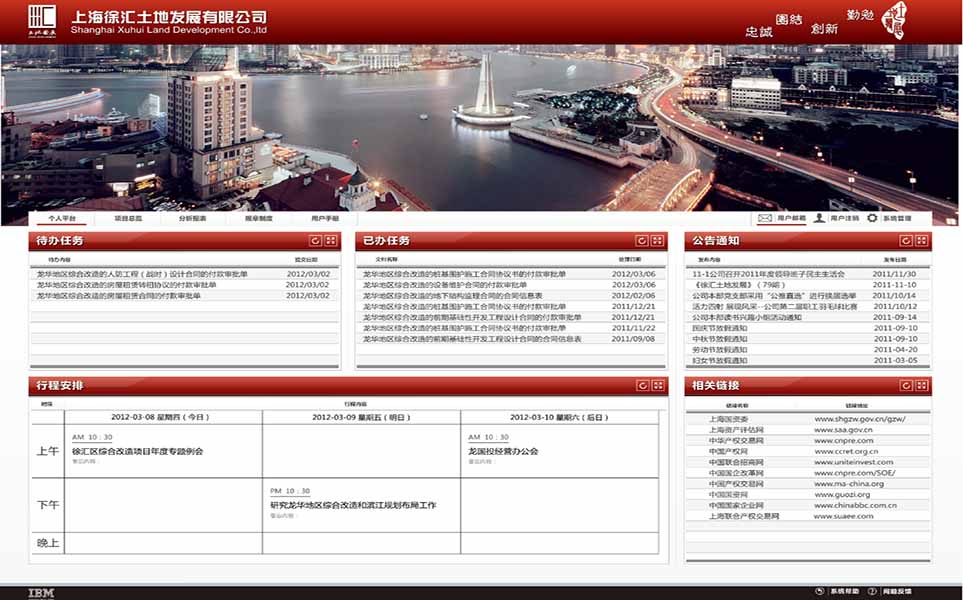 上海徐汇土地发展有限公司
Shanghai Xuhui Land Development Co.,ltd
忠誠 團結 創新 勤勉
个人平台 项目总监 分析报表 规章制度 用户手册 用户邮箱 用户注销 系统管理
待办任务
待办内容 提交日期
龙华地区综合改造的人防工程（战时）设计合同的付款审批单 2012/03/02
龙华地区综合改造的房屋租赁转租协议的付款审批单 2012/03/02
龙华地区综合改造的房屋租赁合同的付款审批单 2012/03/02
已办任务
文档名称 处理日期
龙华地区综合改造的桩基围护施工合同协议书的付款审批单 2012/03/06
龙华地区综合改造的设备维护合同的付款审批单 2012/03/06
龙华地区综合改造的地下结构监理合同的合同信息表 2012/02/06
龙华地区综合改造的桩基围护施工合同协议书的付款审批单 2011/12/21
龙华地区综合改造的前期基础性开发工程设计合同的付款审批单 2011/12/21
龙华地区综合改造的桩基围护施工合同协议书的付款审批单 2011/11/22
龙华地区综合改造的前期基础性开发工程设计合同的合同信息表 2011/09/08
公告通知
发布内容 发布日期
11-1公司召开2011年度领导班子民主生活会 2011/11/30
《徐汇土地发展》（79期） 2011-11-10
公司本部党支部采用“公推直选”进行换届选举 2011/10/14
活力四射 展现风采--公司第二届职工羽毛球比赛 2011/10/12
公司本部读书兴趣小组活动通知 2011-09-14
国庆节放假通知 2011-09-10
中秋节放假通知 2011-09-10
劳动节放假通知 2011-04-20
妇女节放假通知 2011-03-05
行程安排
时段 行程内容
2012-03-08 星期四（今日） 2012-03-09 星期五（明日） 2012-03-10 星期六（后日）
上午
AM 10：30
徐汇区综合改造项目年度专题例会
AM 10：30
龙国投经营办公会
下午
PM 10：30
研究龙华地区综合改造和滨江规划布局工作
晚上
相关链接
链接名称 链接地址
上海国资委 www.shgzw.gov.cn/gzw/
上海资产评估网 www.saa.gov.cn
中华产权交易网 www.cnpre.com
中国产权网 www.ccret.org.cn
中国联合招商网 www.uniteinvest.com
中国国企改革网 www.cnpre.com/SOE/
中国产权交易网 www.ma-china.org
中国国资网 www.guozi.org
中国国家企业网 www.chinabbc.com.cn
上海联合产权交易网 www.suaee.com
IBM 系统帮助 问题反馈